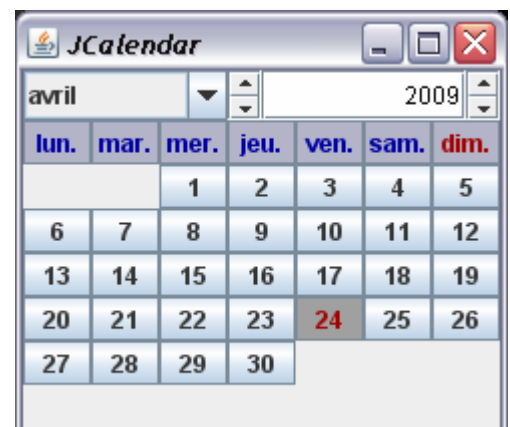 JCalendar
avril 2009
lun. mar. mer. jeu. ven. sam. dim.
1 2 3 4 5
6 7 8 9 10 11 12
13 14 15 16 17 18 19
20 21 22 23 24 25 26
27 28 29 30